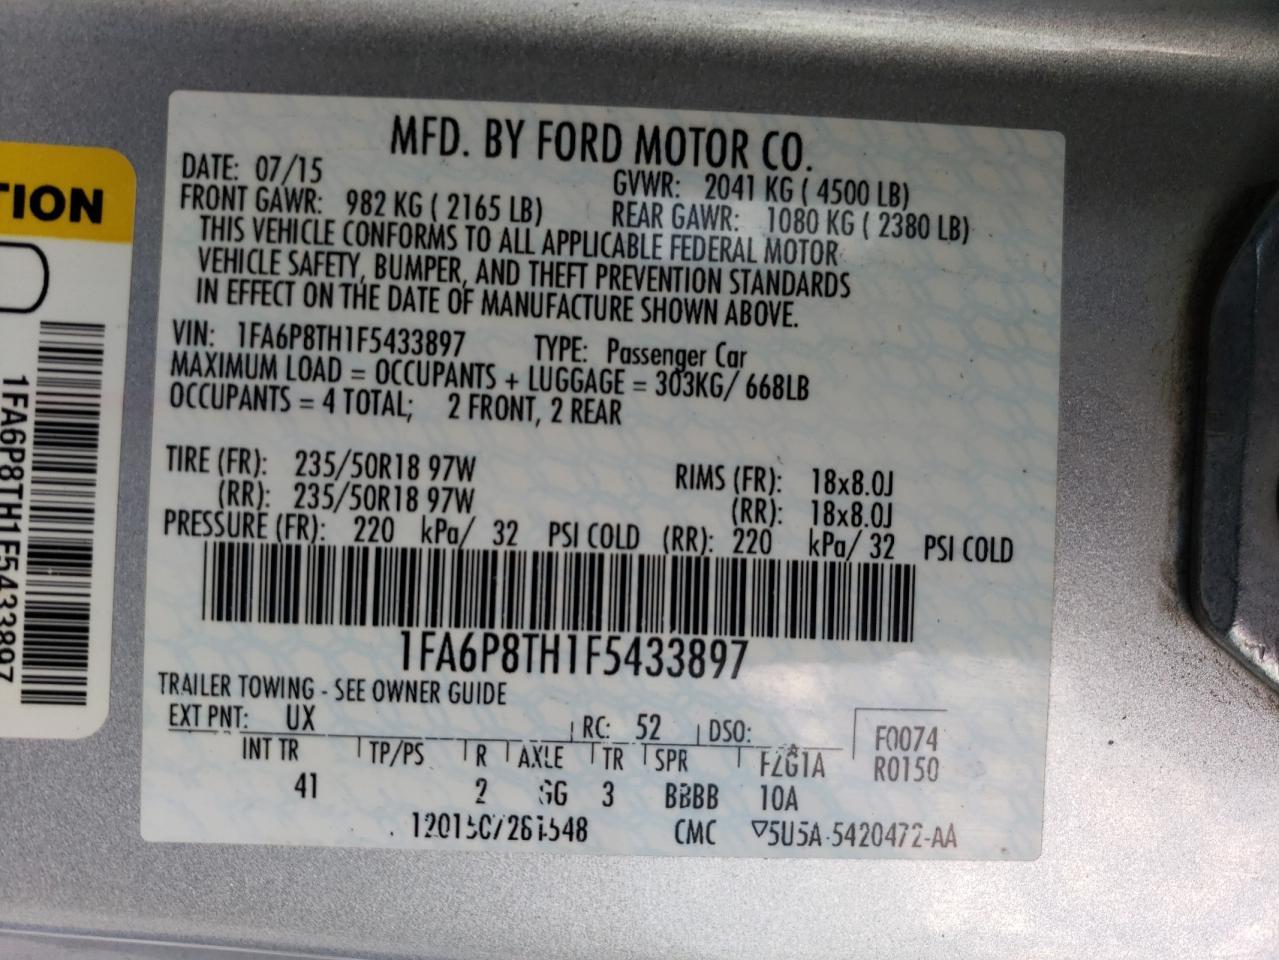 MFD. BY FORD MOTOR CO.
DATE: 07/15 GVWR: 2041 KG ( 4500 LB)
FRONT GAWR: 982 KG ( 2165 LB) REAR GAWR: 1080 KG ( 2380 LB)
THIS VEHICLE CONFORMS TO ALL APPLICABLE FEDERAL MOTOR
VEHICLE SAFETY, BUMPER, AND THEFT PREVENTION STANDARDS
IN EFFECT ON THE DATE OF MANUFACTURE SHOWN ABOVE.
VIN: 1FA6P8TH1F5433897 TYPE: Passenger Car
MAXIMUM LOAD = OCCUPANTS + LUGGAGE = 303KG/ 668LB
OCCUPANTS = 4 TOTAL; 2 FRONT, 2 REAR
TIRE (FR): 235/50R18 97W RIMS (FR): 18x8.0J
(RR): 235/50R18 97W (RR): 18x8.0J
PRESSURE (FR): 220 kPa/ 32 PSI COLD (RR): 220 kPa/ 32 PSI COLD
1FA6P8TH1F5433897
TRAILER TOWING - SEE OWNER GUIDE
EXT PNT: UX RC: 52 DSO: F0074
INT TR TP/PS R AXLE TR SPR R0150
41 2 3 BBBB 10A
CMC ▽5U5A-5420472-AA
TION
1FA6P8TH1F5433897